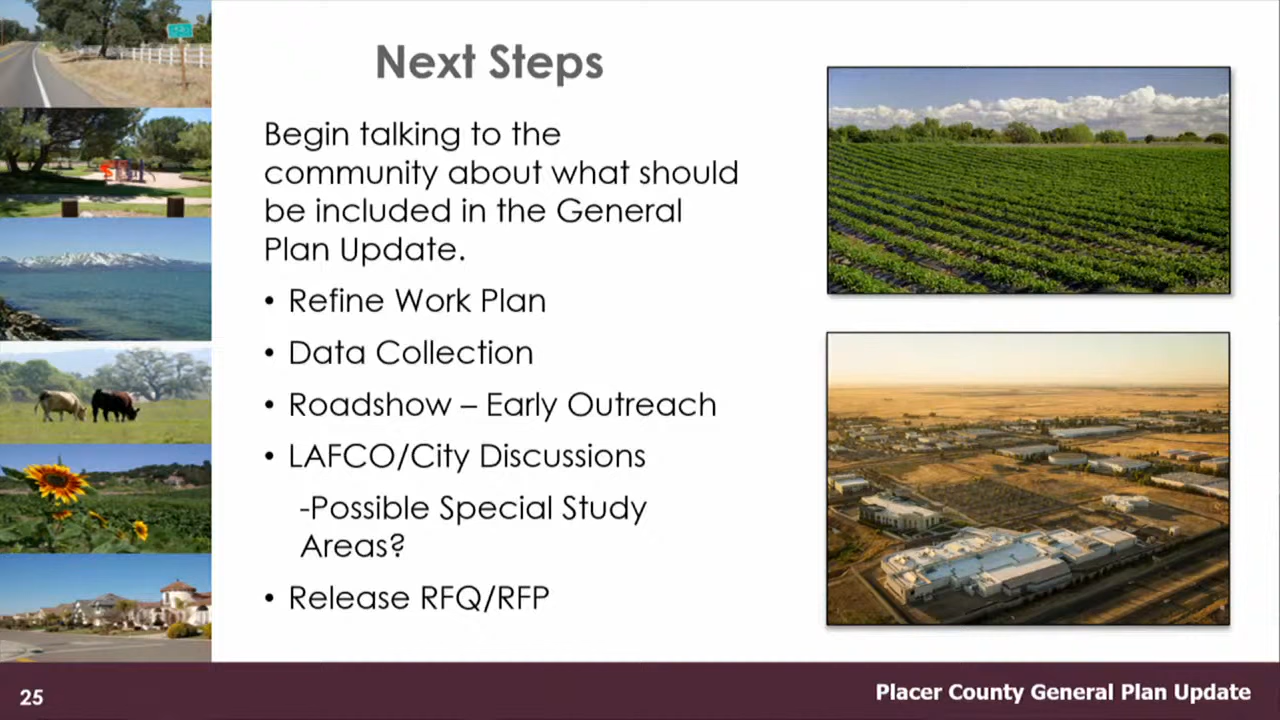 Next Steps
Begin talking to the
community about what should
be included in the General
Plan Update.
• Refine Work Plan
• Data Collection
• Roadshow – Early Outreach
• LAFCO/City Discussions
-Possible Special Study
Areas?
• Release RFQ/RFP
25
Placer County General Plan Update